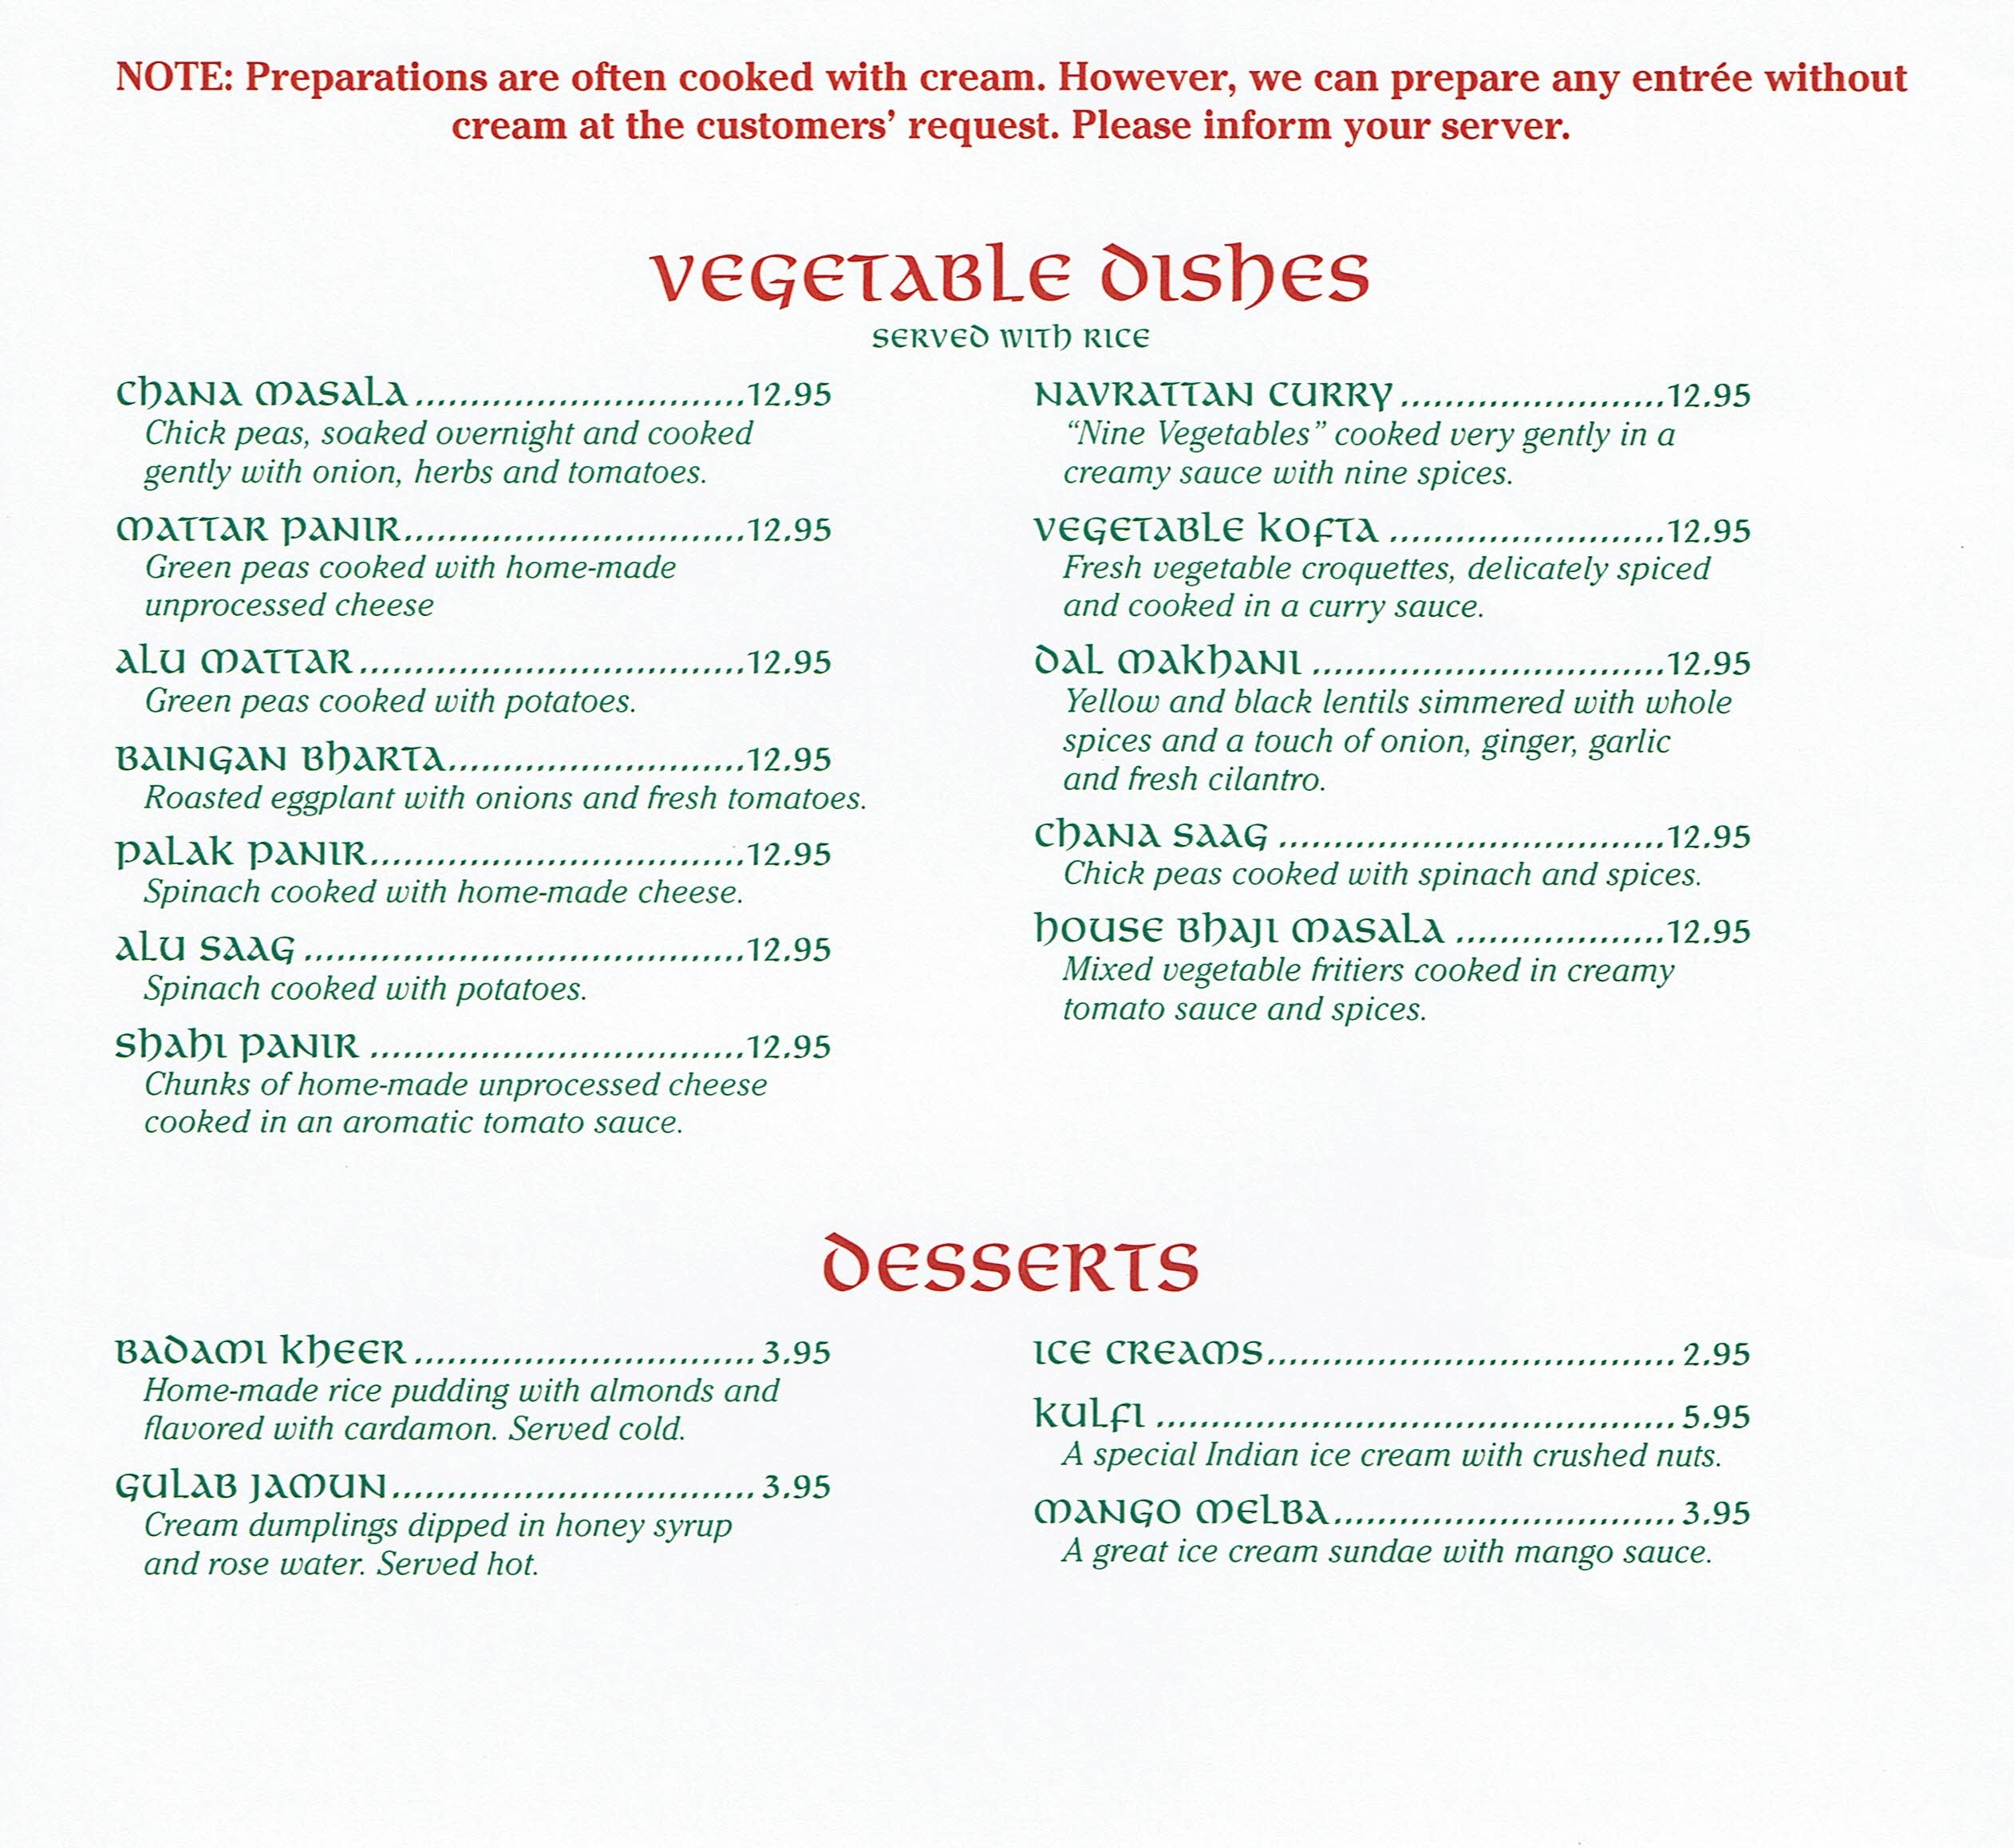 NOTE: Preparations are often cooked with cream. However, we can prepare any entrée without
cream at the customers' request. Please inform your server.
VEGETABLE DISHES
SERVED WITH RICE
CHANA MASALA..............................12.95
Chick peas, soaked overnight and cooked
gently with onion, herbs and tomatoes.
MATTAR PANIR...............................12.95
Green peas cooked with home-made
unprocessed cheese
ALU MATTAR...................................12.95
Green peas cooked with potatoes.
BAINGAN BHARTA...........................12.95
Roasted eggplant with onions and fresh tomatoes.
PALAK PANIR..................................12.95
Spinach cooked with home-made cheese.
ALU SAAG ........................................12.95
Spinach cooked with potatoes.
SHAHI PANIR ..................................12.95
Chunks of home-made unprocessed cheese
cooked in an aromatic tomato sauce.
NAVRATTAN CURRY ........................12.95
“Nine Vegetables” cooked very gently in a
creamy sauce with nine spices.
VEGETABLE KOFTA .........................12.95
Fresh vegetable croquettes, delicately spiced
and cooked in a curry sauce.
DAL MAKHANI ................................12.95
Yellow and black lentils simmered with whole
spices and a touch of onion, ginger, garlic
and fresh cilantro.
CHANA SAAG ...................................12.95
Chick peas cooked with spinach and spices.
HOUSE BHAJI MASALA ...................12.95
Mixed vegetable fritiers cooked in creamy
tomato sauce and spices.
DESSERTS
BADAMI KHEER............................... 3.95
Home-made rice pudding with almonds and
flavored with cardamon. Served cold.
GULAB JAMUN................................. 3.95
Cream dumplings dipped in honey syrup
and rose water. Served hot.
ICE CREAMS..................................... 2.95
KULFI ............................................... 5.95
A special Indian ice cream with crushed nuts.
MANGO MELBA............................... 3.95
A great ice cream sundae with mango sauce.